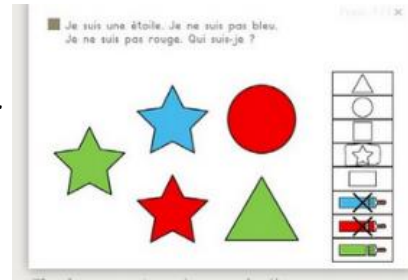 Je suis une étoile. Je ne suis pas bleu.
Je ne suis pas rouge. Qui suis-je ?